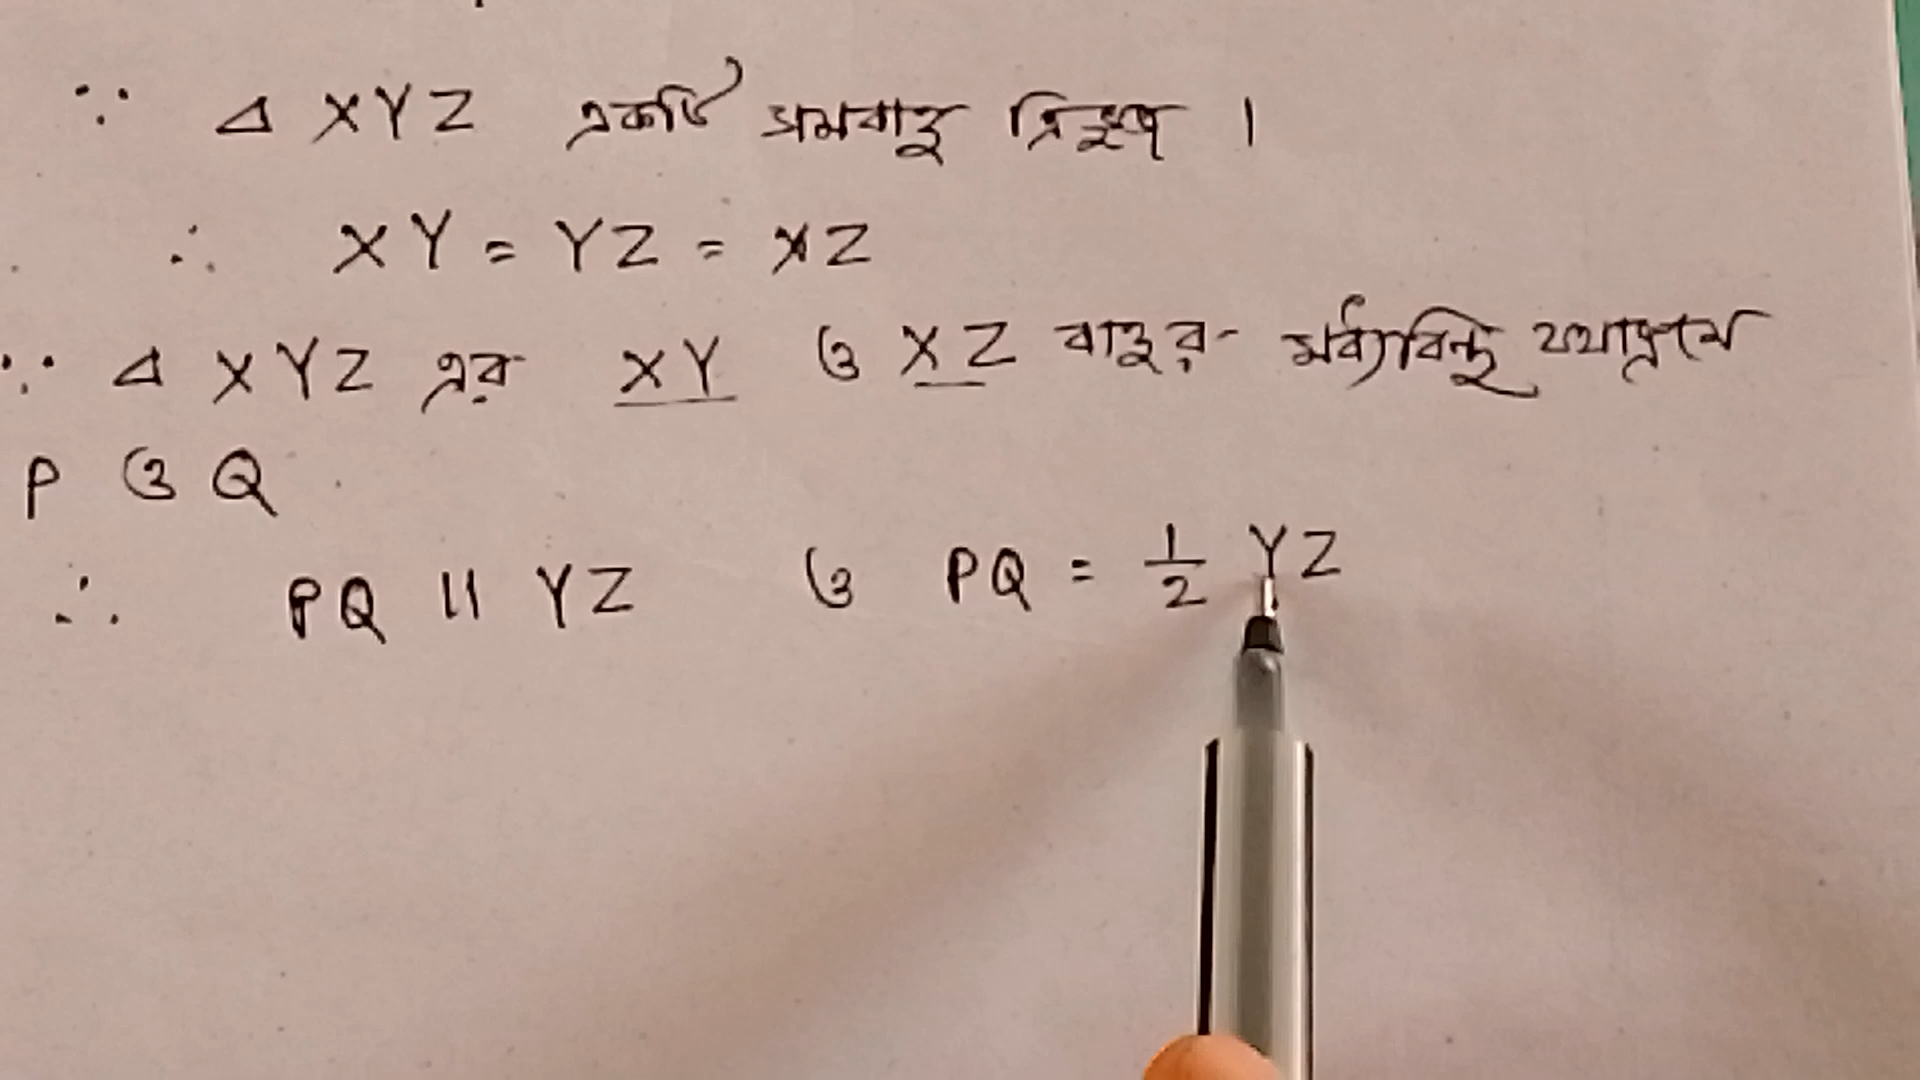 ∵ Δ XYZ একটি সমবাহু ত্রিভুজ ।
∴ XY = YZ = XZ
∵ Δ XYZ এর XY ও XZ বাহুর মধ্যবিন্দু যথাক্রমে
P ও Q
∴ PQ || YZ ও PQ = 1/2 YZ